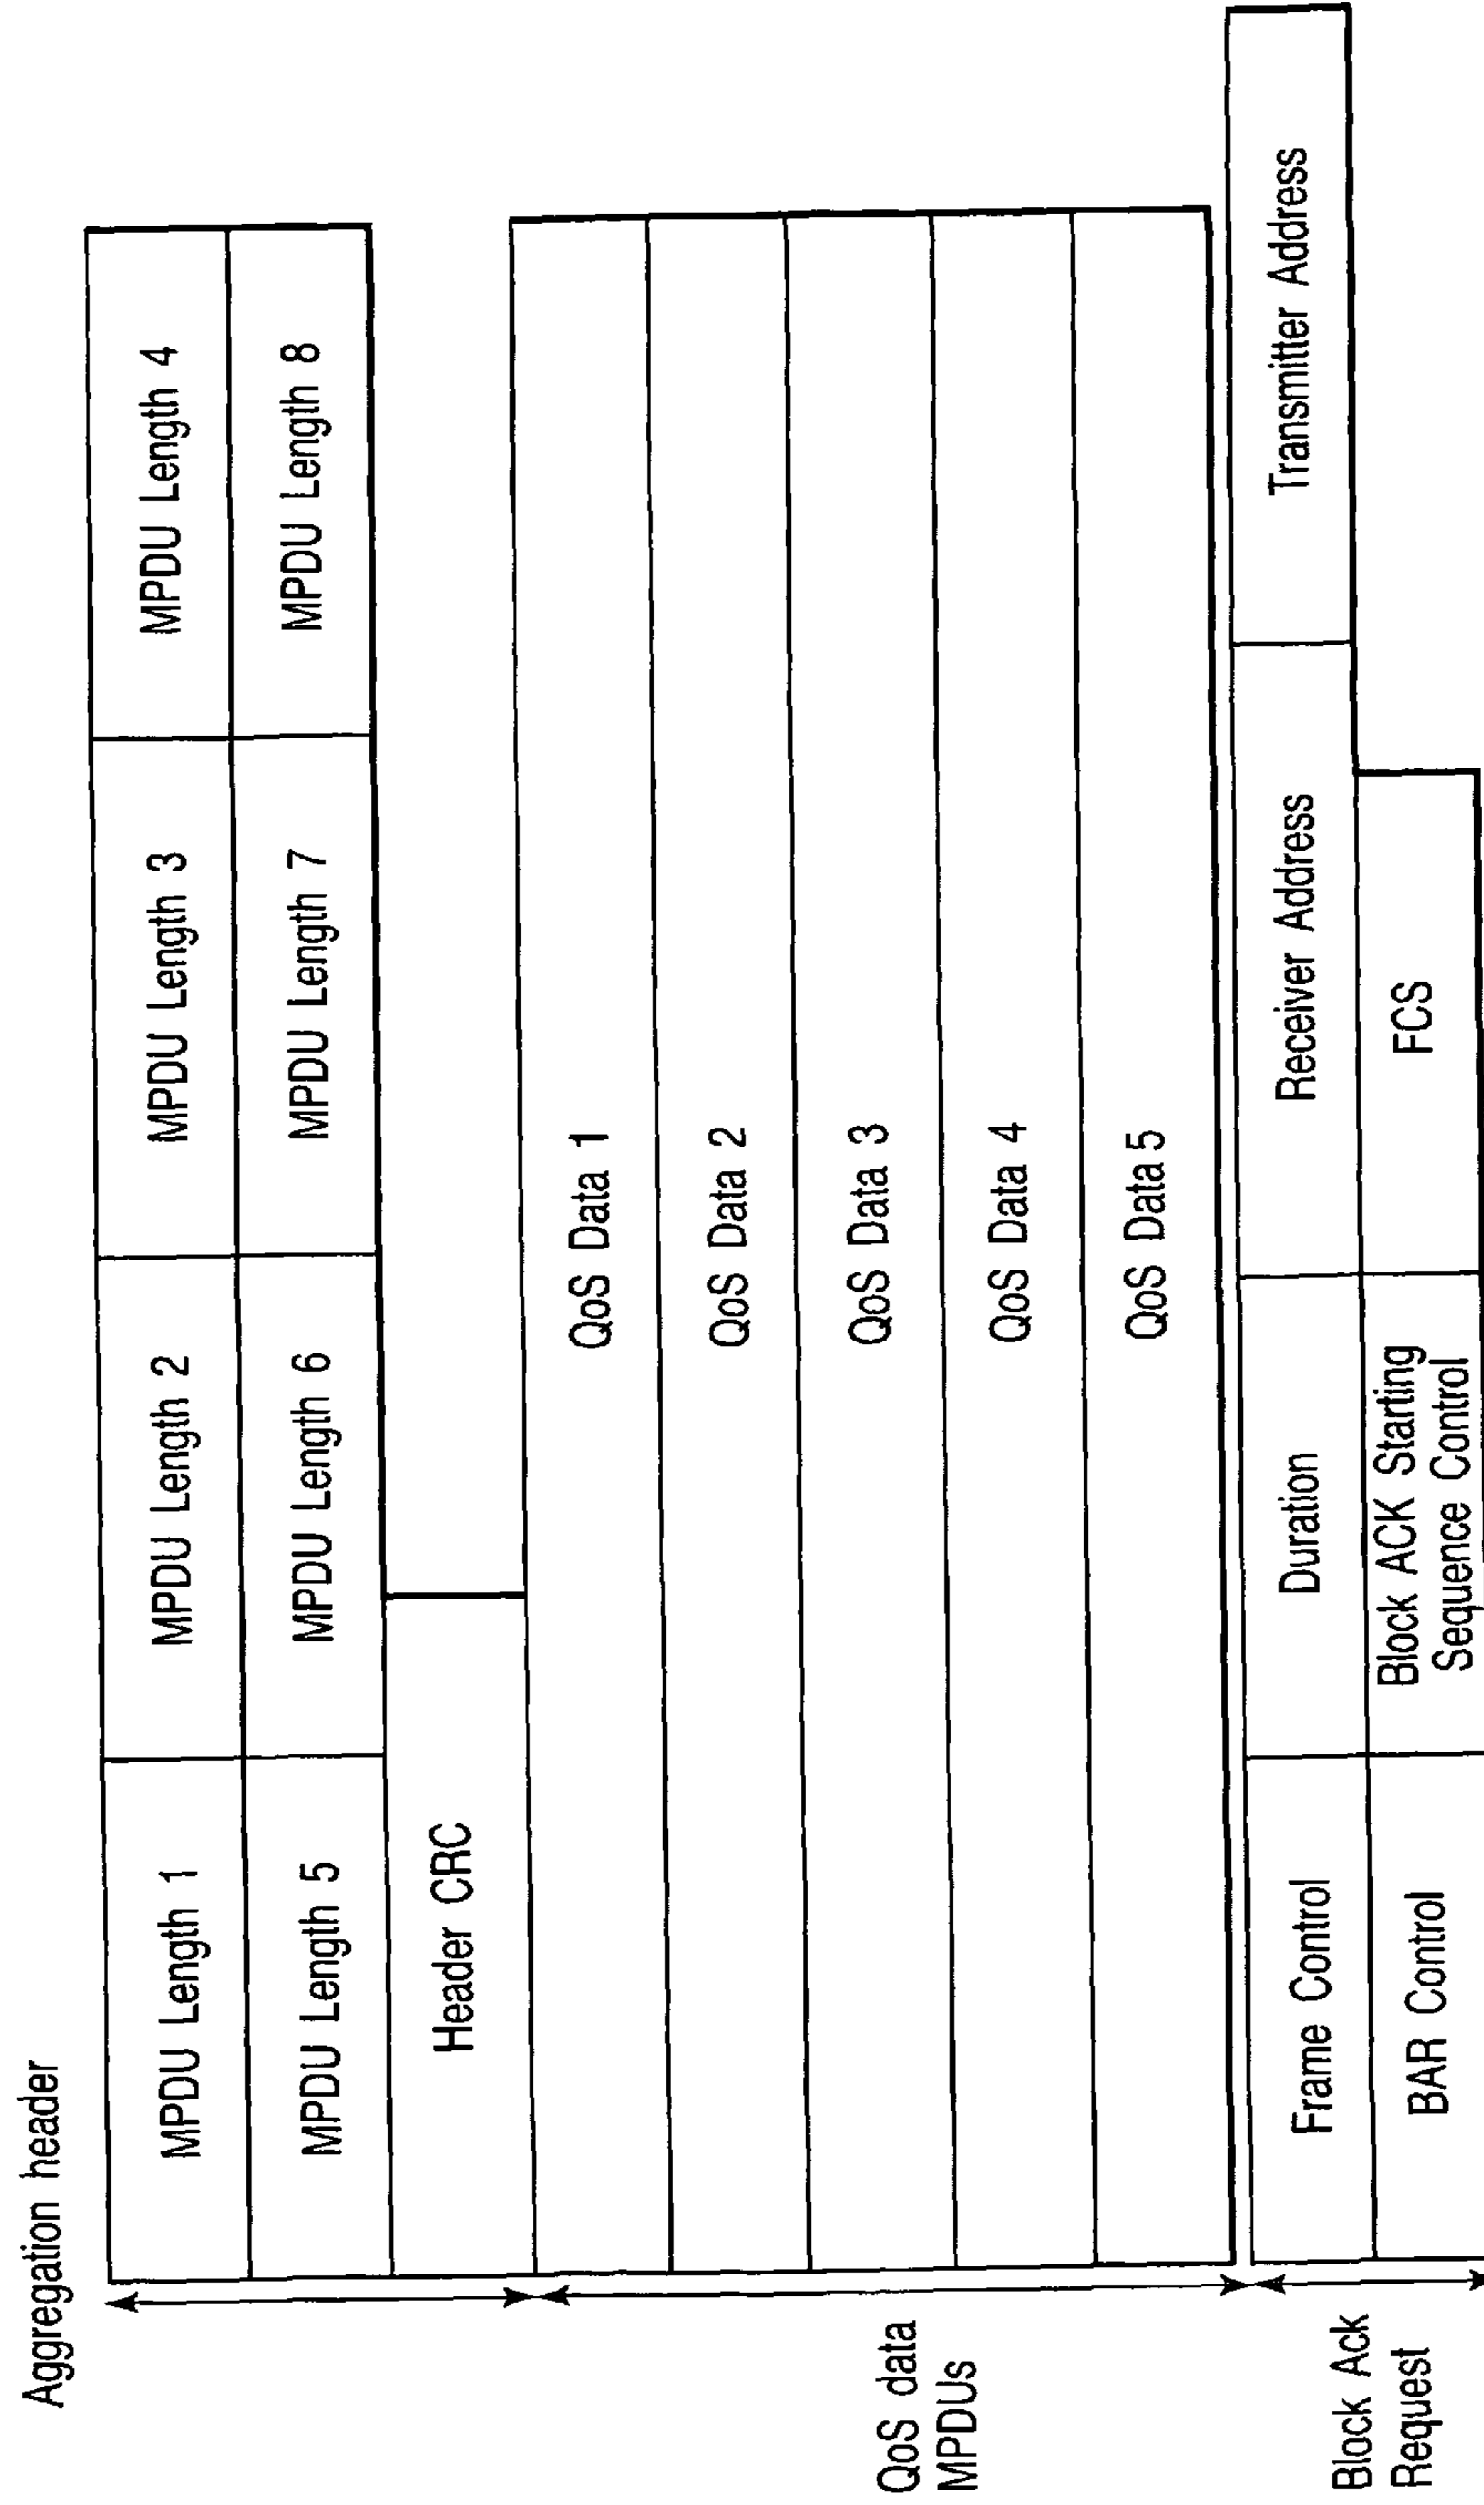 Aggregation header
MPDU Length 1
MPDU Length 2
MPDU Length 3
MPDU Length 4
MPDU Length 5
MPDU Length 6
MPDU Length 7
MPDU Length 8
Header CRC
QoS data
MPDUs
QoS Data 1
QoS Data 2
QoS Data 3
QoS Data 4
QoS Data 5
Block Ack
Request
Frame Control
Duration
Receiver Address
Transmitter Address
BAR Control
Block ACK Starting
Sequence Control
FCS